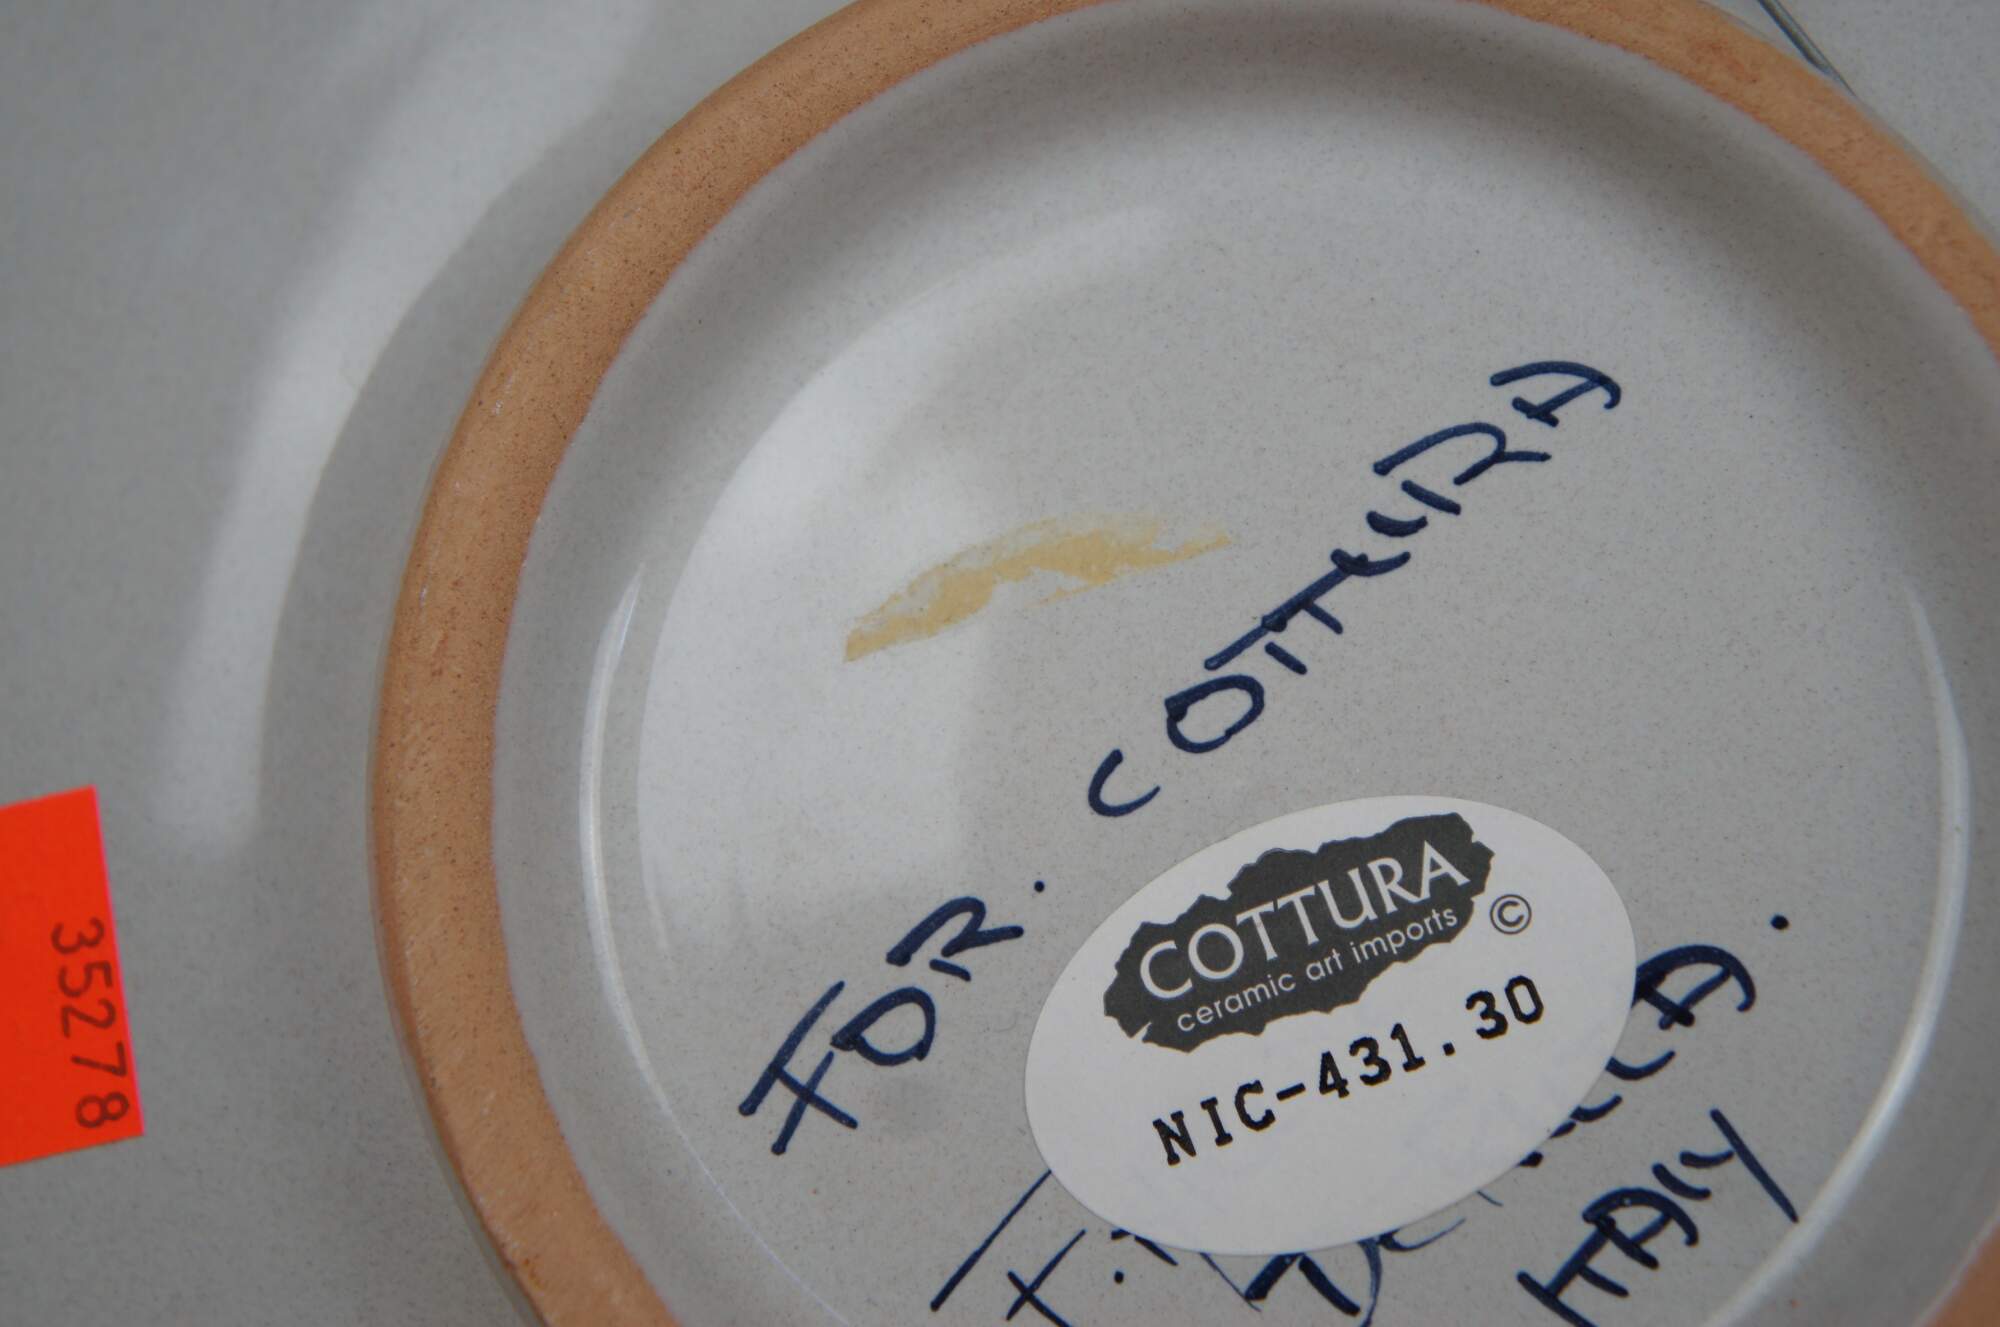 FOR. COTTURA
COTTURA
ceramic art imports ©
NIC-431.30
ITALY
35278